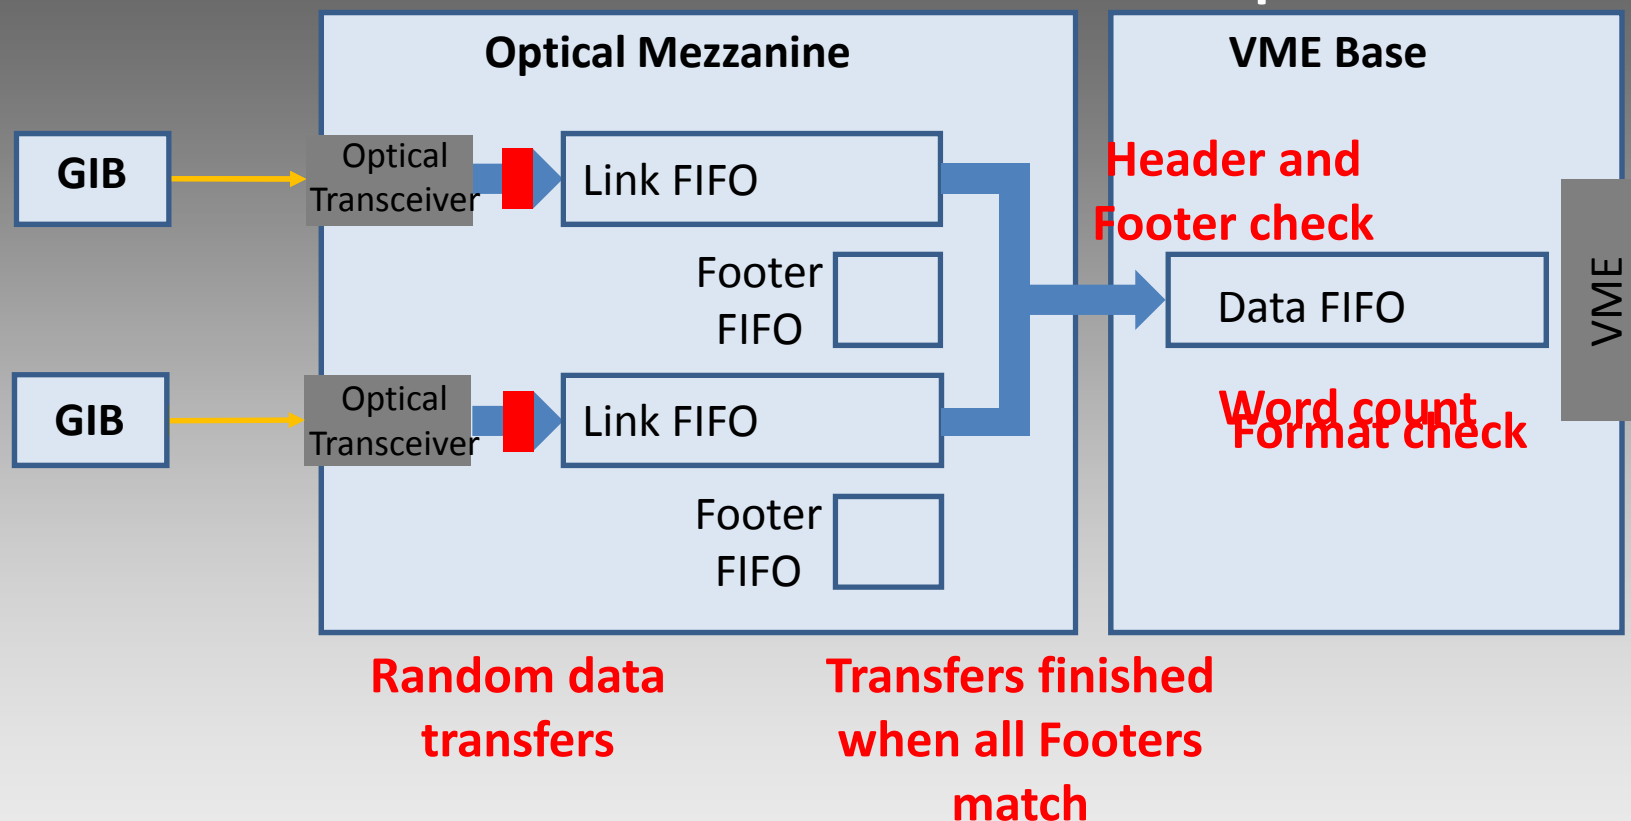 Optical Mezzanine
VME Base
GIB
Optical
Transceiver
Link FIFO
Header and
Footer check
Footer
FIFO
Data FIFO
VME
GIB
Optical
Transceiver
Link FIFO
Word count
Format check
Footer
FIFO
Random data
transfers
Transfers finished
when all Footers
match